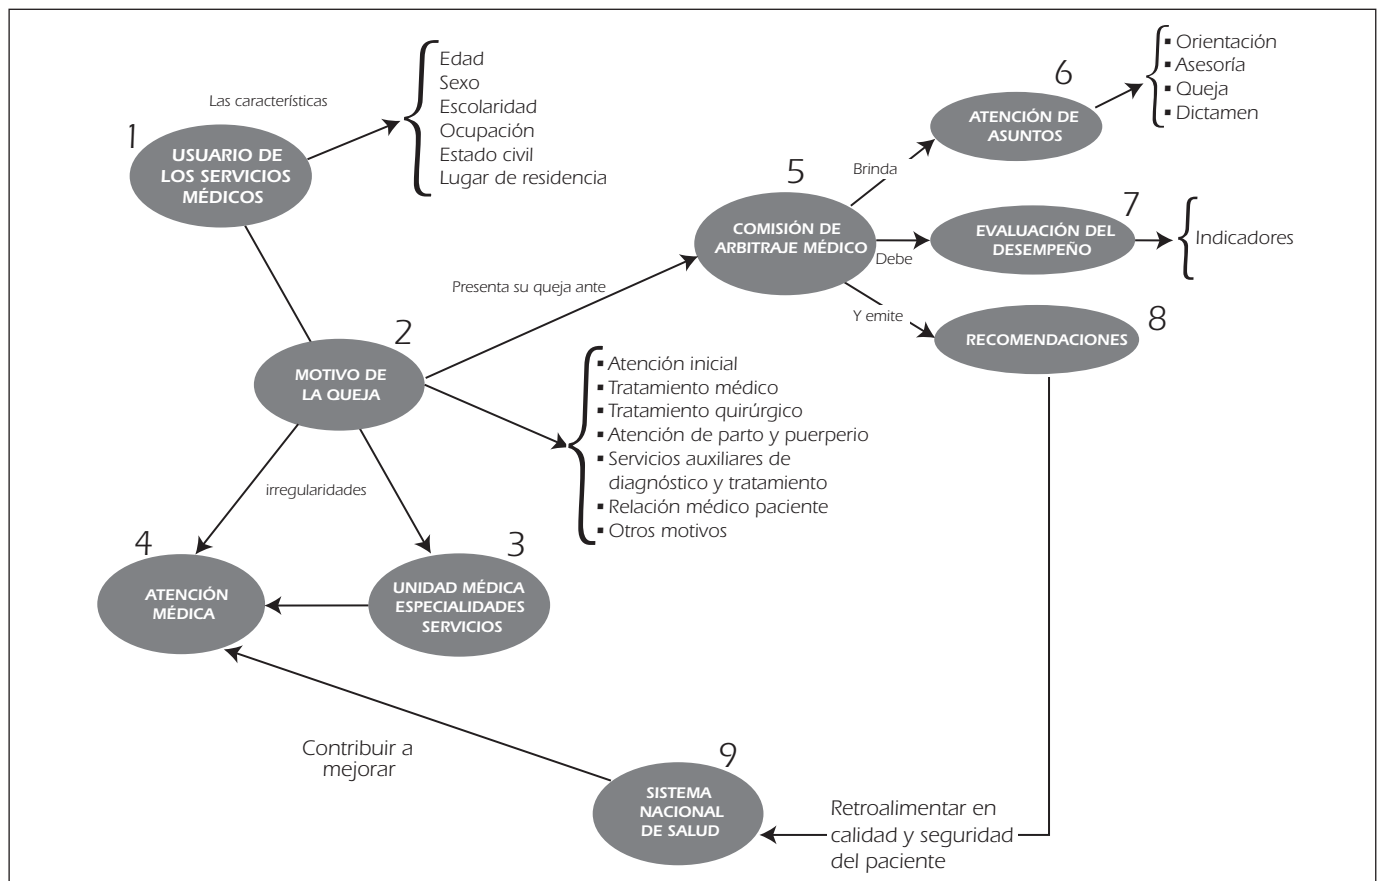 1
USUARIO DE
LOS SERVICIOS
MÉDICOS
Las características
Edad
Sexo
Escolaridad
Ocupación
Estado civil
Lugar de residencia
2
MOTIVO DE
LA QUEJA
Presenta su queja ante
▪ Atención inicial
▪ Tratamiento médico
▪ Tratamiento quirúrgico
▪ Atención de parto y puerperio
▪ Servicios auxiliares de
diagnóstico y tratamiento
▪ Relación médico paciente
▪ Otros motivos
irregularidades
3
UNIDAD MÉDICA
ESPECIALIDADES
SERVICIOS
4
ATENCIÓN
MÉDICA
5
COMISIÓN DE
ARBITRAJE MÉDICO
Brinda
6
ATENCIÓN DE
ASUNTOS
▪ Orientación
▪ Asesoría
▪ Queja
▪ Dictamen
Debe
7
EVALUACIÓN DEL
DESEMPEÑO
Indicadores
Y emite
8
RECOMENDACIONES
Retroalimentar en
calidad y seguridad
del paciente
9
SISTEMA
NACIONAL
DE SALUD
Contribuir a
mejorar